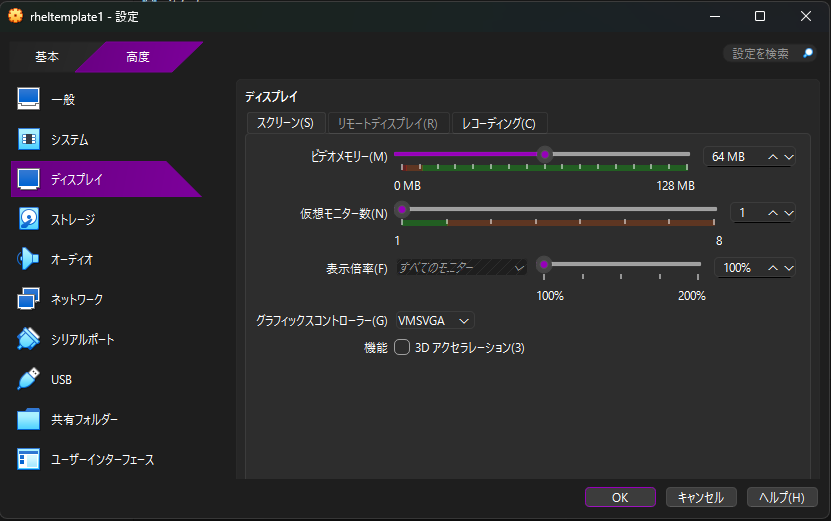 rheltemplate1 - 設定
基本 高度 設定を検索
一般
システム
ディスプレイ
ストレージ
オーディオ
ネットワーク
シリアルポート
USB
共有フォルダー
ユーザーインターフェース
ディスプレイ
スクリーン(S) リモートディスプレイ(R) レコーディング(C)
ビデオメモリー(M) 64 MB
0 MB 128 MB
仮想モニター数(N) 1
1 8
表示倍率(F) すべてのモニター 100%
100% 200%
グラフィックスコントローラー(G) VMSVGA
機能 3D アクセラレーション(3)
OK キャンセル ヘルプ(H)